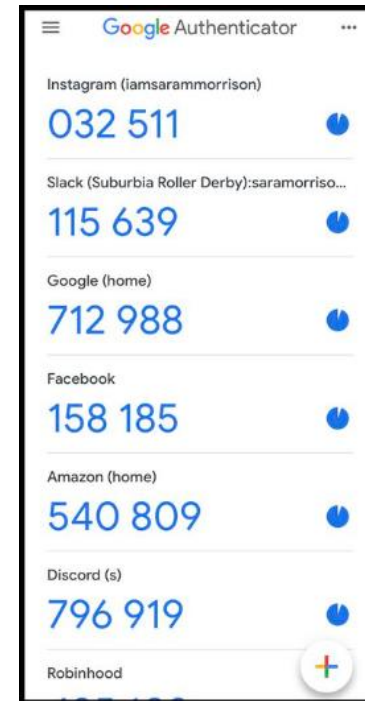 Google Authenticator
Instagram (iamsarammorrison)
032 511
Slack (Suburbia Roller Derby):saramorriso...
115 639
Google (home)
712 988
Facebook
158 185
Amazon (home)
540 809
Discord (s)
796 919
Robinhood